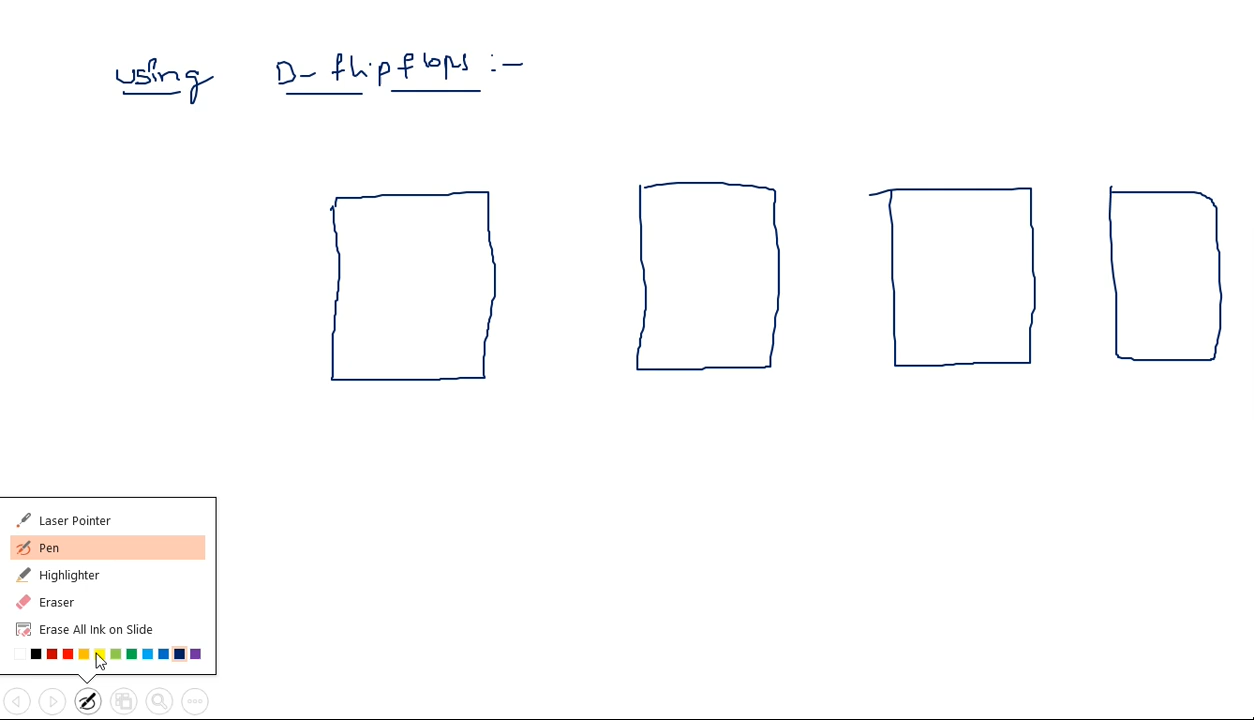 using D- flipflops :-
Laser Pointer
Pen
Highlighter
Eraser
Erase All Ink on Slide